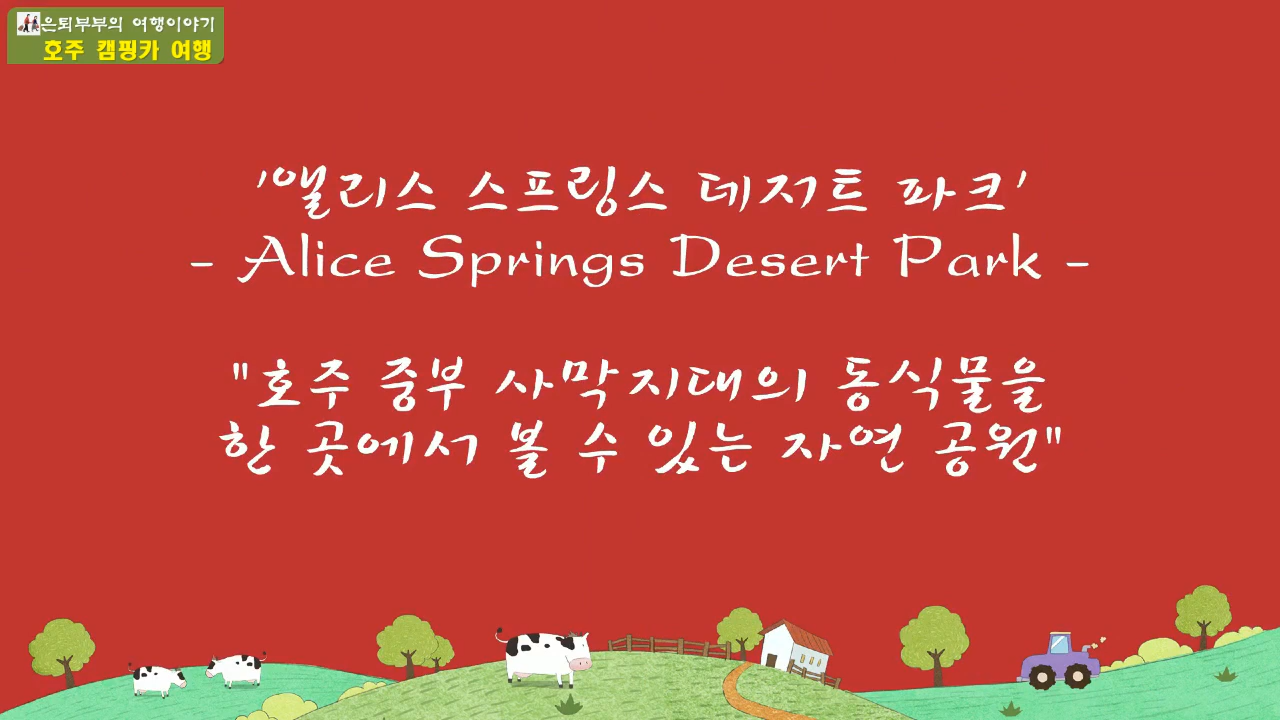 은퇴부부의 여행이야기
호주 캠핑카 여행
'앨리스 스프링스 데저트 파크'
- Alice Springs Desert Park -
"호주 중부 사막지대의 동식물을
한 곳에서 볼 수 있는 자연 공원"